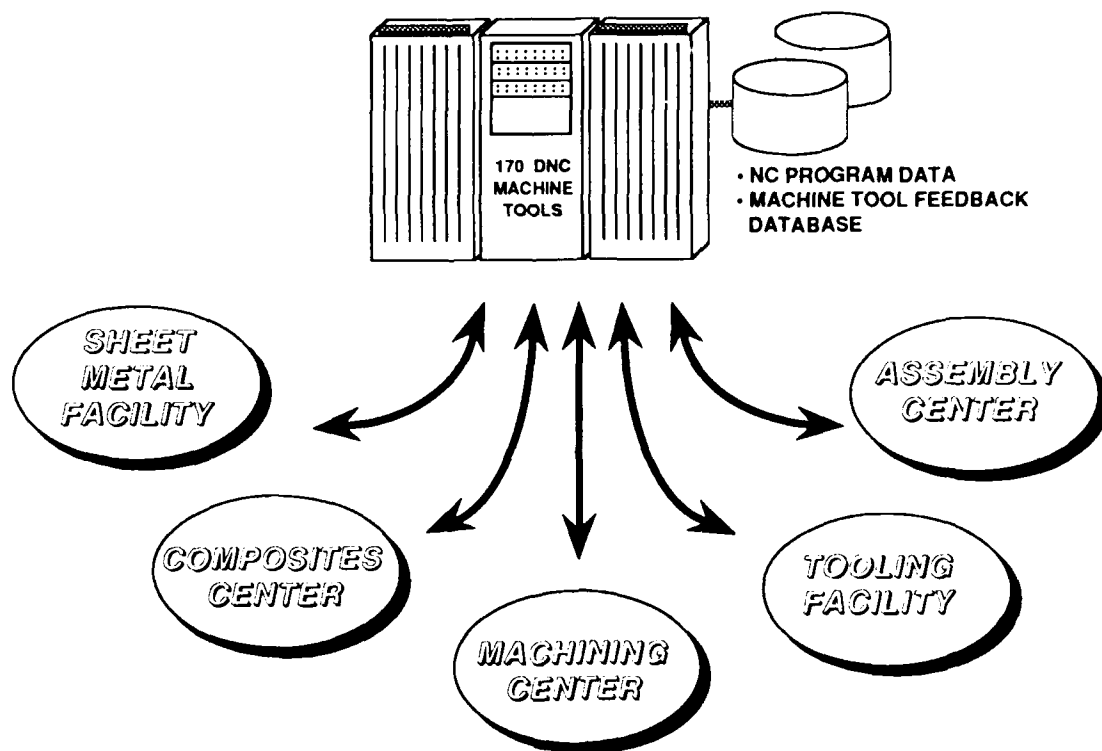 170 DNC
MACHINE
TOOLS
• NC PROGRAM DATA
• MACHINE TOOL FEEDBACK
DATABASE
SHEET
METAL
FACILITY
ASSEMBLY
CENTER
COMPOSITES
CENTER
TOOLING
FACILITY
MACHINING
CENTER